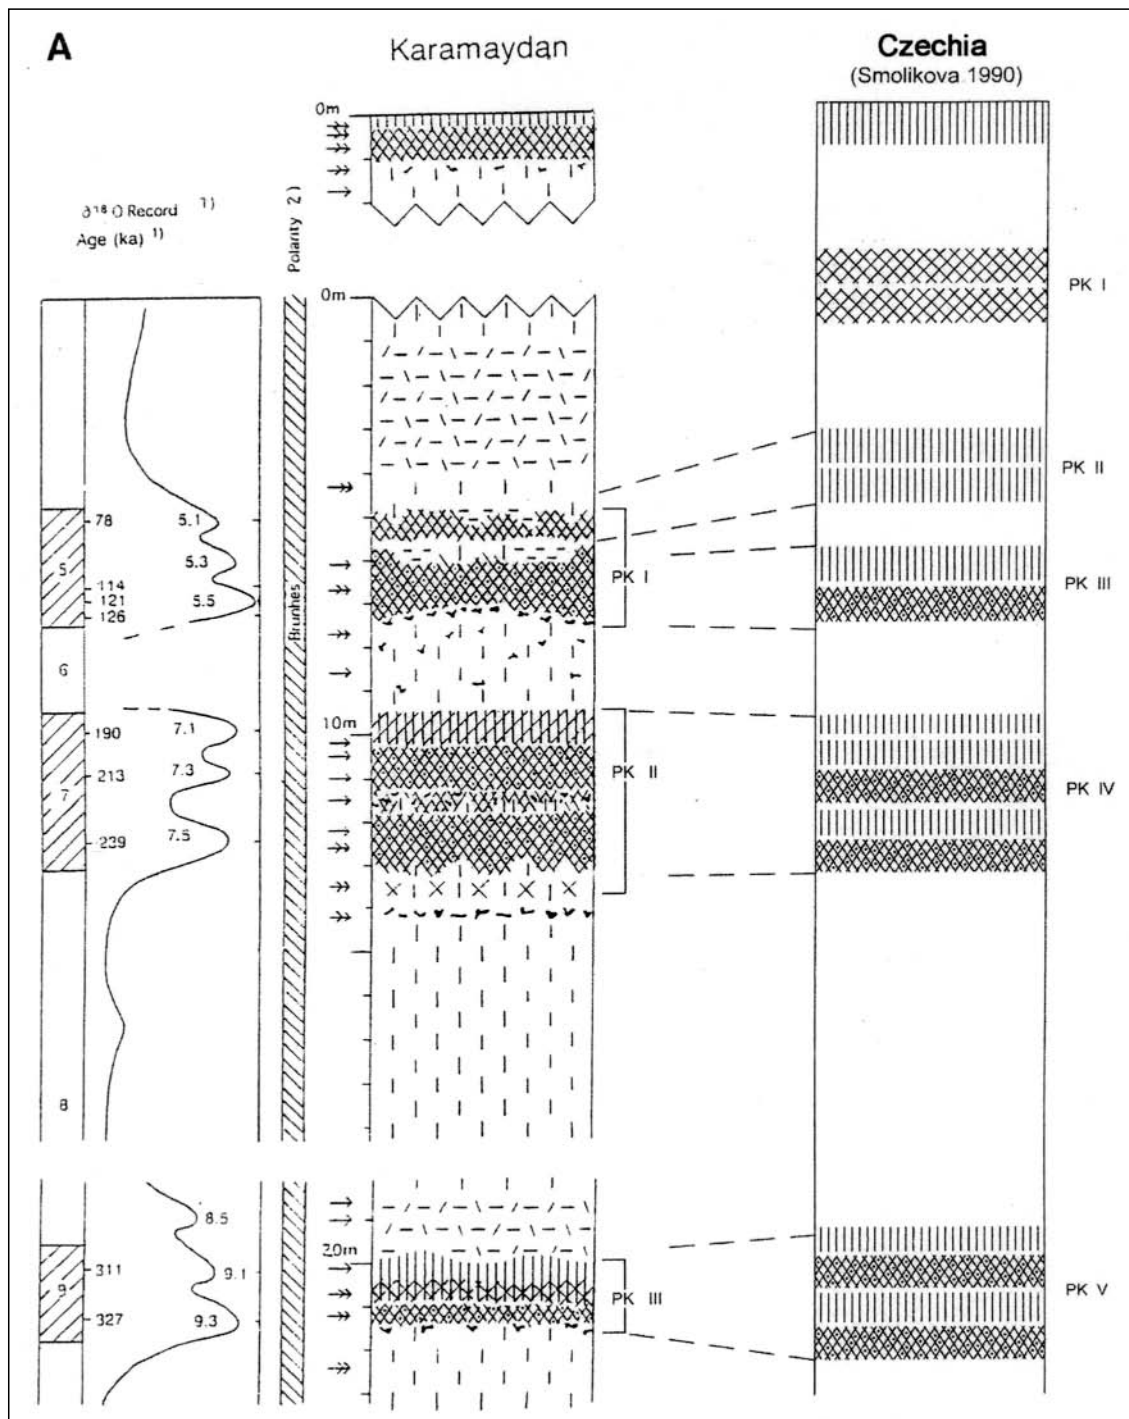 A
Karamaydan
Czechia
(Smolikova 1990)
0m
∂18 O Record 1)
Age (ka) 1)
Polarity 2)
0m
PK I
PK II
78
5.1
5
5.3
114
121
5.5
126
PK I
PK III
Brunhes
6
10m
190
7.1
7.3
213
7
7.5
239
PK II
PK IV
8
8.5
20m
311
9.1
9
327
9.3
PK III
PK V